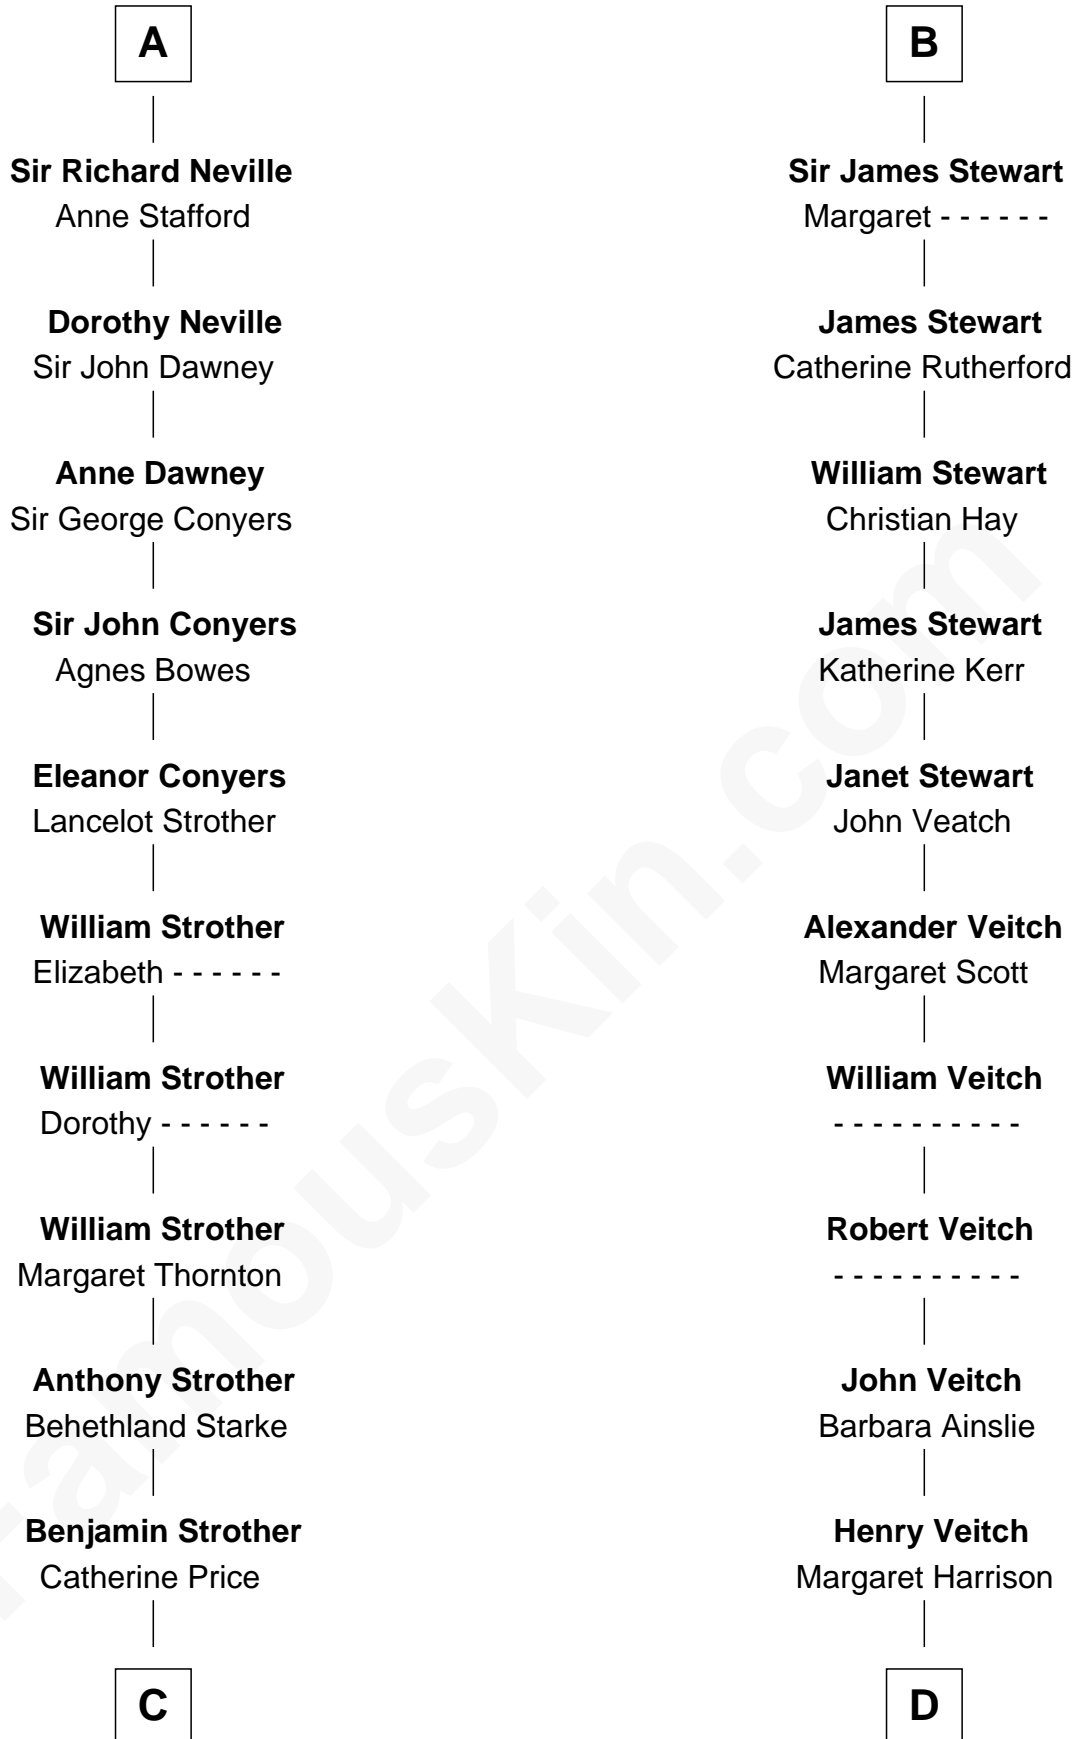 A
Sir Richard Neville
Anne Stafford
Dorothy Neville
Sir John Dawney
Anne Dawney
Sir George Conyers
Sir John Conyers
Agnes Bowes
Eleanor Conyers
Lancelot Strother
William Strother
Elizabeth - - - - - -
William Strother
Dorothy - - - - - -
William Strother
Margaret Thornton
Anthony Strother
Behethland Starke
Benjamin Strother
Catherine Price
C
B
Sir James Stewart
Margaret - - - - - -
James Stewart
Catherine Rutherford
William Stewart
Christian Hay
James Stewart
Katherine Kerr
Janet Stewart
John Veatch
Alexander Veitch
Margaret Scott
William Veitch
- - - - - - - - - -
Robert Veitch
- - - - - - - - - -
John Veitch
Barbara Ainslie
Henry Veitch
Margaret Harrison
D
FamousKin.com